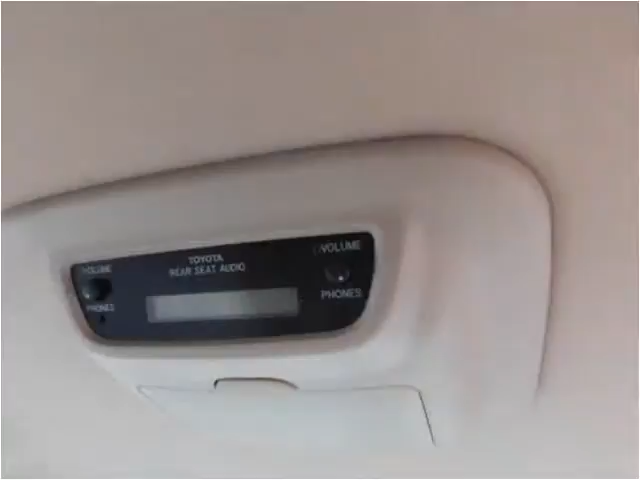 VOLUME
PHONES
TOYOTA
REAR SEAT AUDIO
VOLUME
PHONES